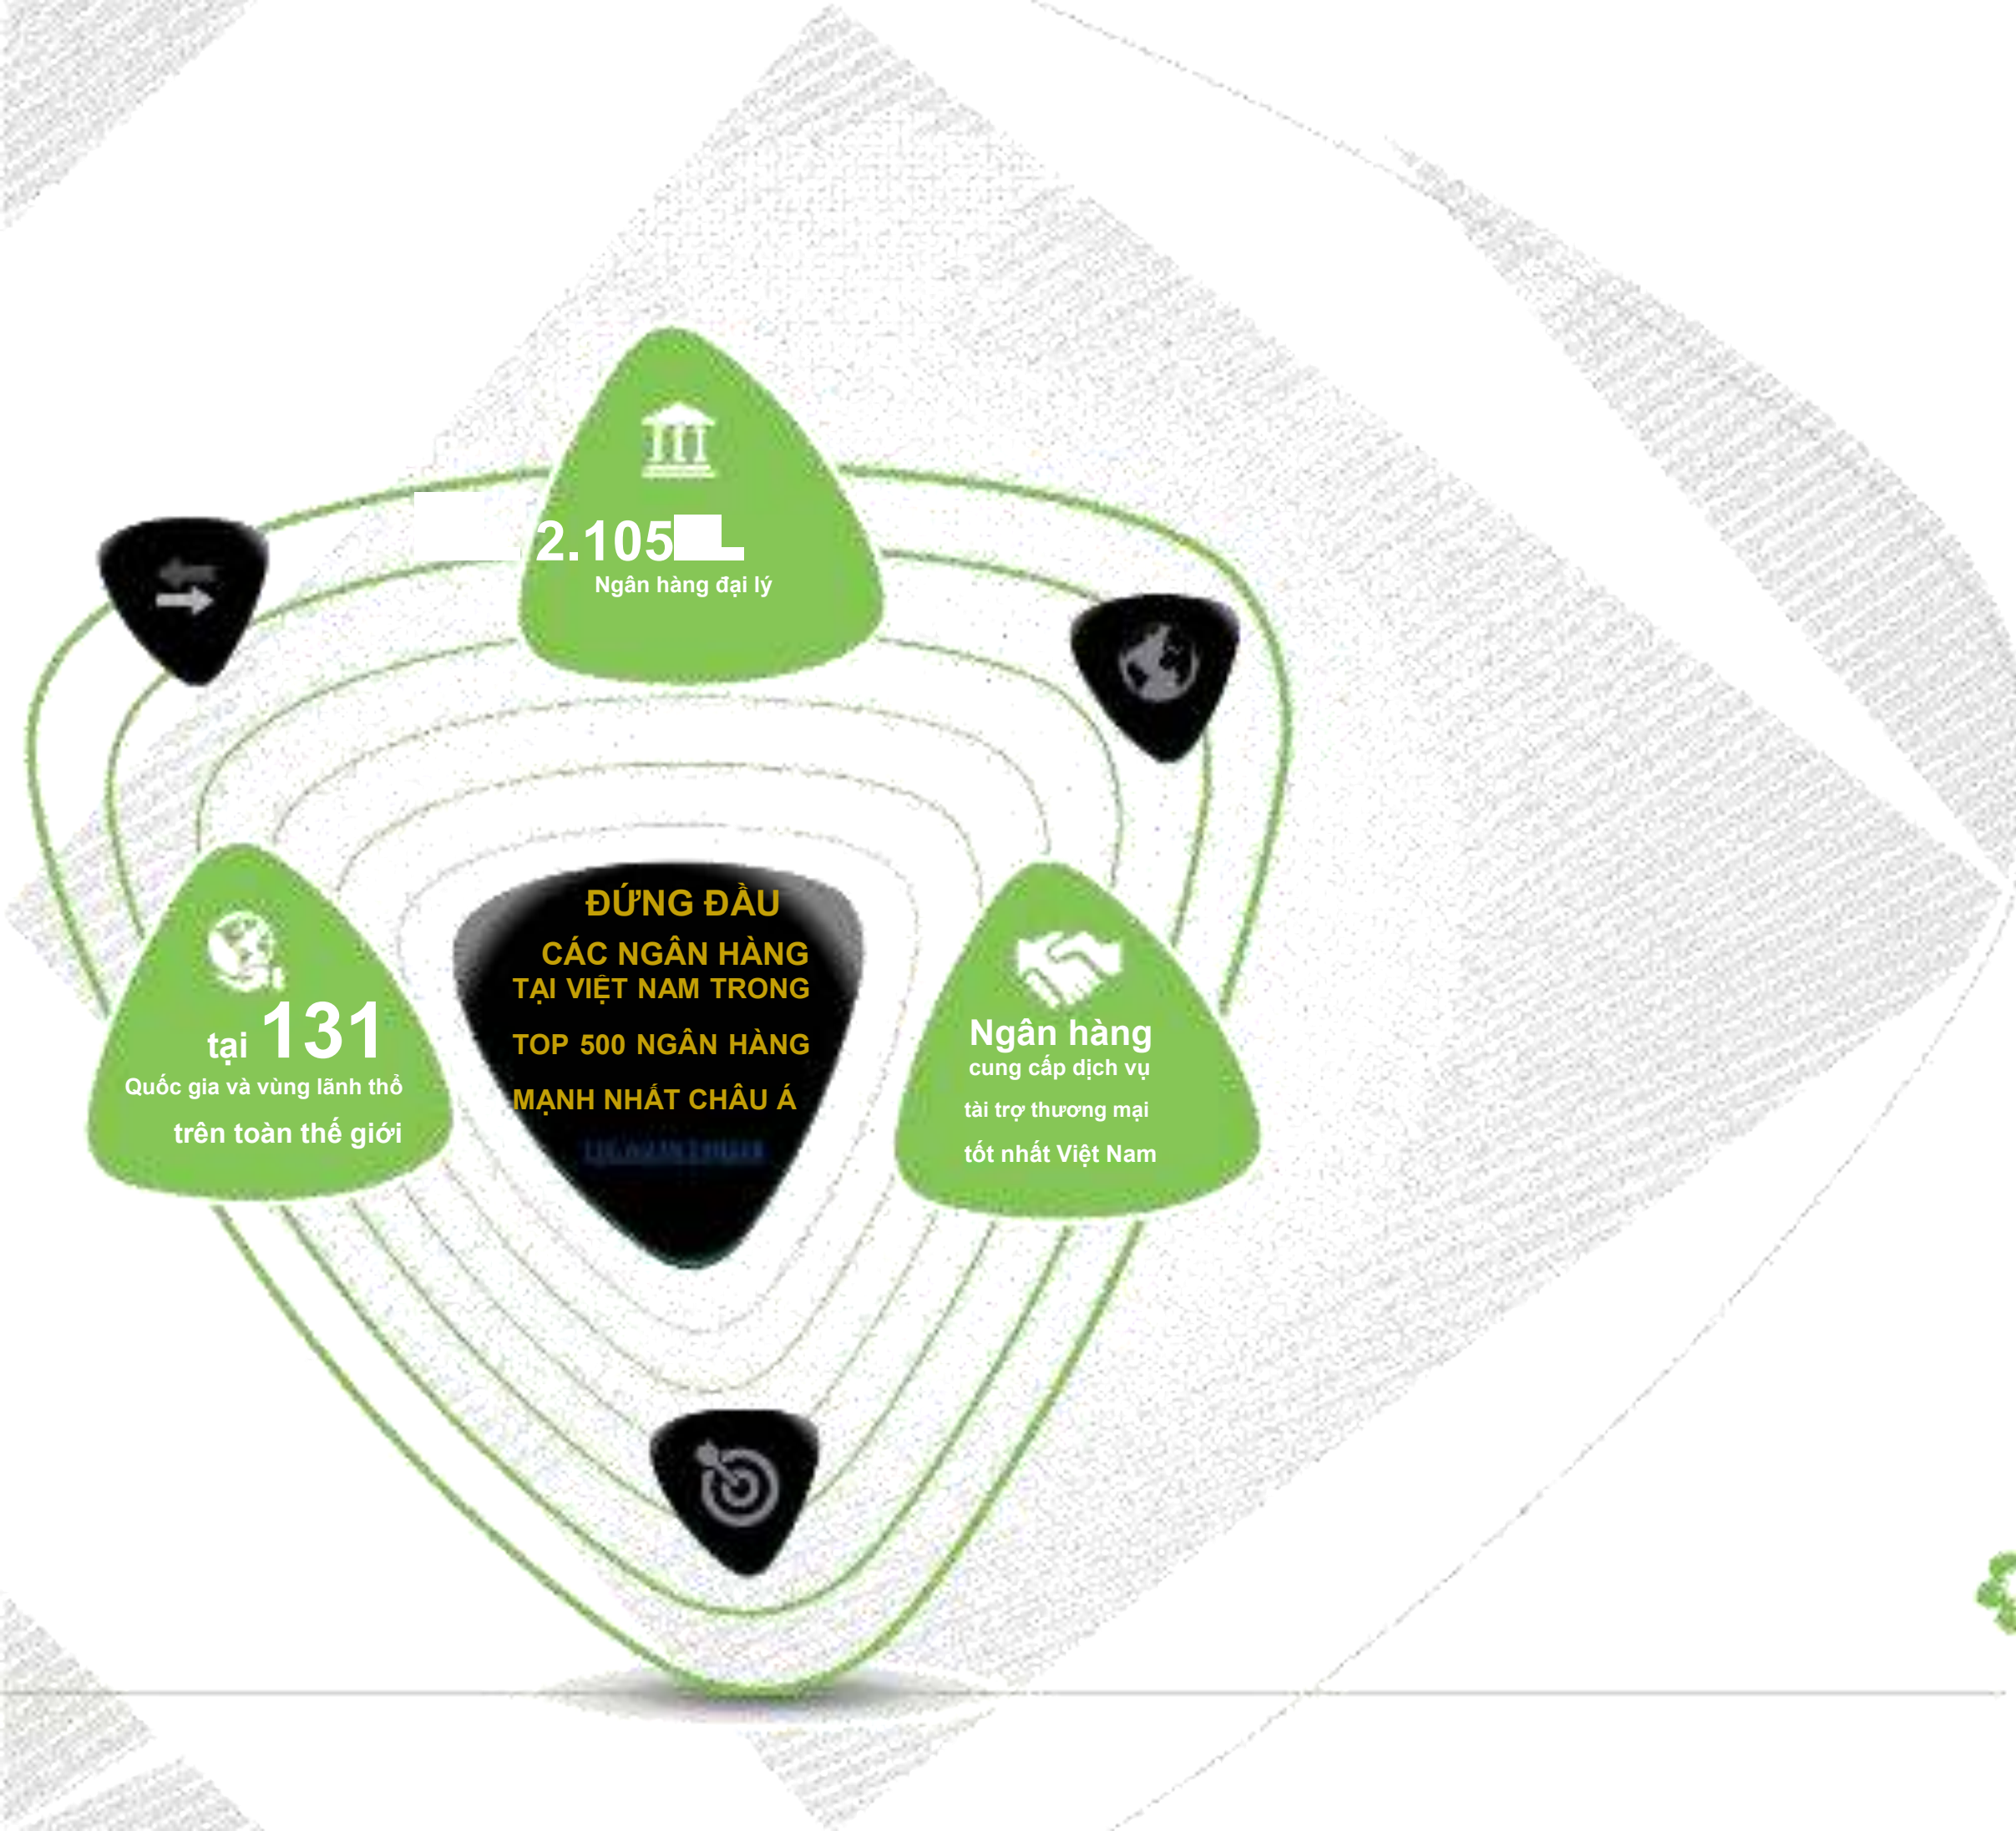 2.105
Ngân hàng đại lý
ĐỨNG ĐẦU
CÁC NGÂN HÀNG
TẠI VIỆT NAM TRONG
TOP 500 NGÂN HÀNG
MẠNH NHẤT CHÂU Á
tại 131
Quốc gia và vùng lãnh thổ
trên toàn thế giới
Ngân hàng
cung cấp dịch vụ
tài trợ thương mại
tốt nhất Việt Nam